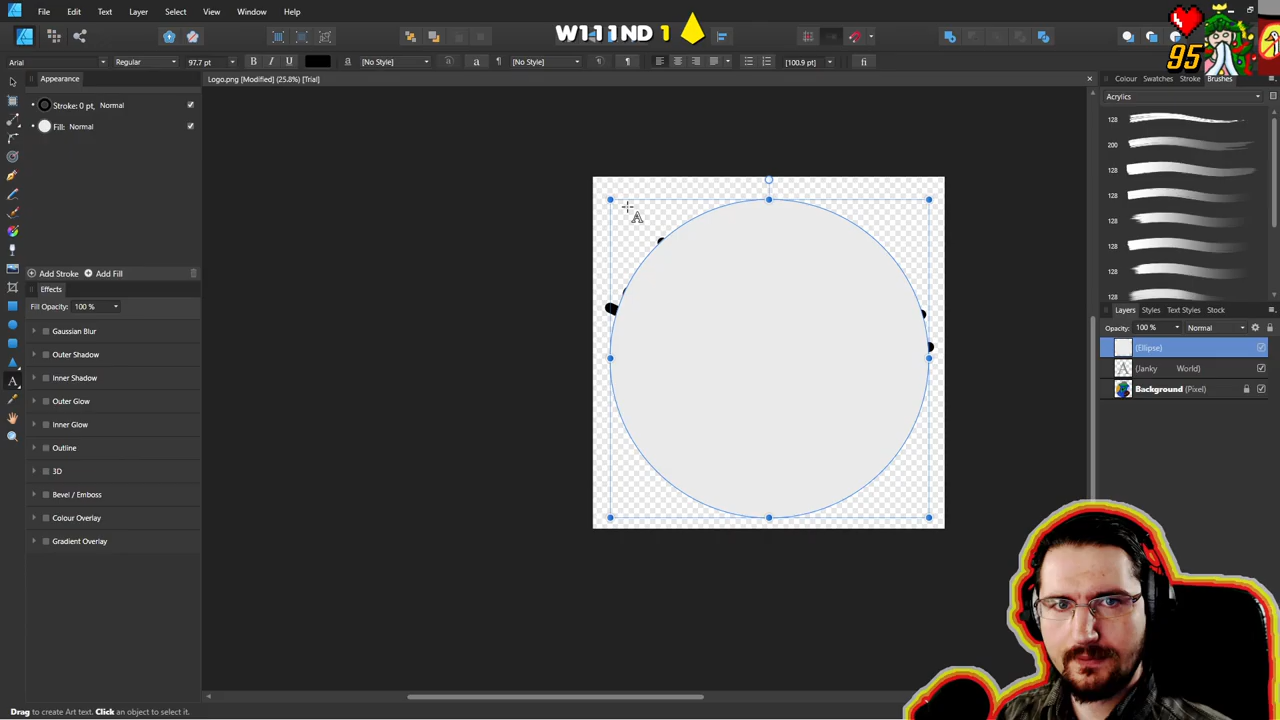 File Edit Text Layer Select View Window Help
W111ND 1
95
Arial Regular 97.7 pt B I U [No Style] a a [No Style] ¶ ¶ [100.9 pt] fi
Appearance
Logo.png [Modified] (25.8%) [Trial]
Colour Swatches Stroke Brushes
Acrylics
Stroke: 0 pt, Normal
Fill: Normal
128
200
128
128
128
128
128
128
Add Stroke Add Fill
Effects
Fill Opacity: 100 %
Gaussian Blur
Outer Shadow
Inner Shadow
Outer Glow
Inner Glow
Outline
3D
Bevel / Emboss
Colour Overlay
Gradient Overlay
Layers Styles Text Styles Stock
Opacity: 100 % Normal
(Ellipse)
(Janky World)
Background (Pixel)
Drag to create Art text. Click an object to select it.